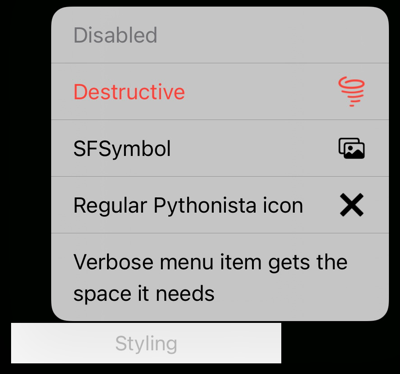 Disabled
Destructive
SFSymbol
Regular Pythonista icon
Verbose menu item gets the
space it needs
Styling